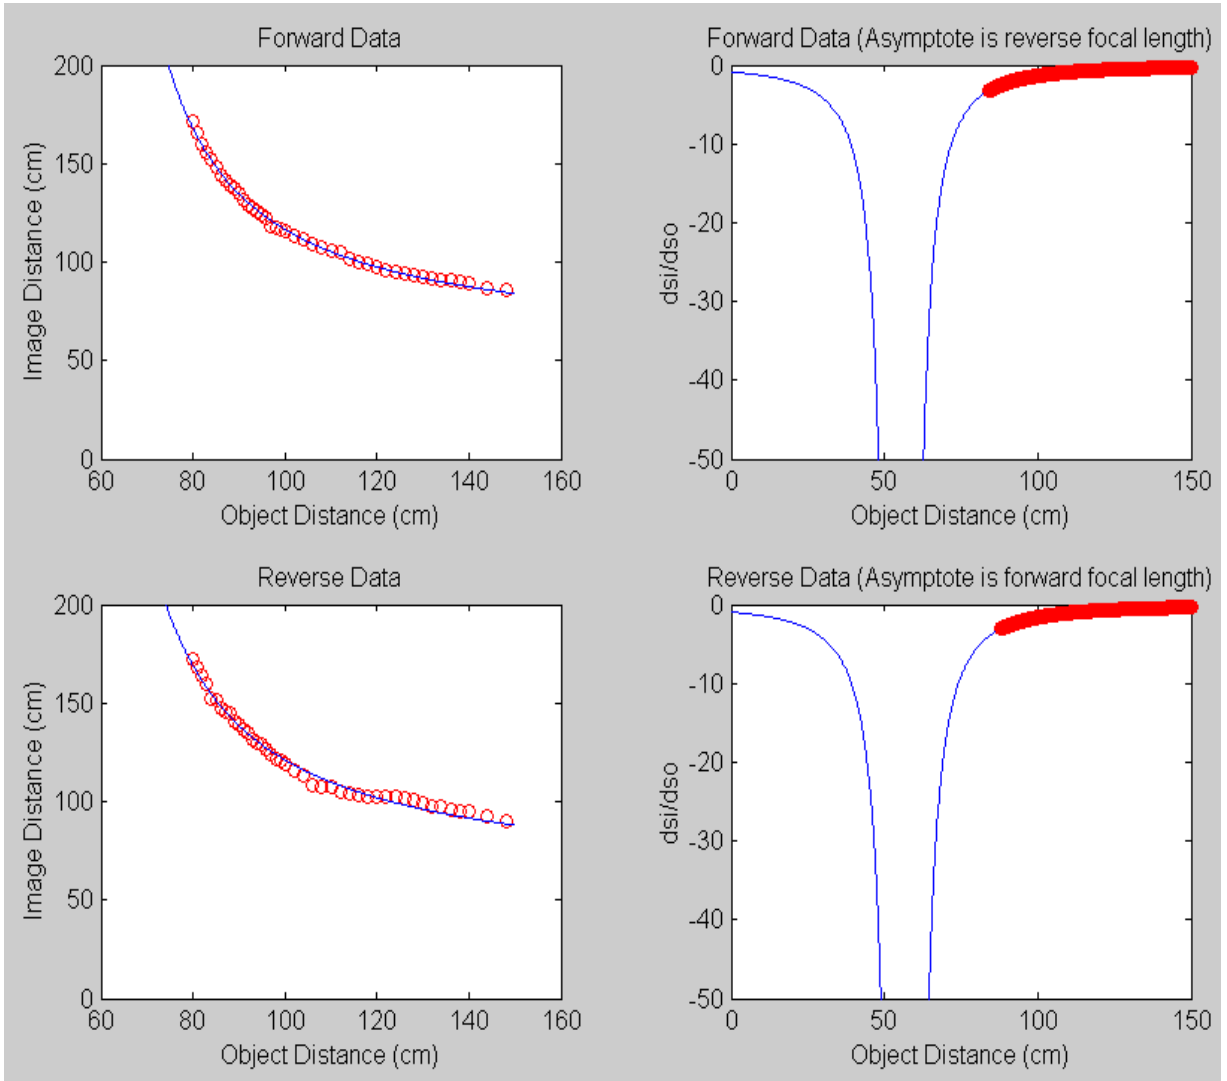 Forward Data
200
150
100
50
0
60 80 100 120 140 160
Image Distance (cm)
Object Distance (cm)
Forward Data (Asymptote is reverse focal length)
0
-10
-20
-30
-40
-50
0 50 100 150
dsi/dso
Object Distance (cm)
Reverse Data
200
150
100
50
0
60 80 100 120 140 160
Image Distance (cm)
Object Distance (cm)
Reverse Data (Asymptote is forward focal length)
0
-10
-20
-30
-40
-50
0 50 100 150
dsi/dso
Object Distance (cm)